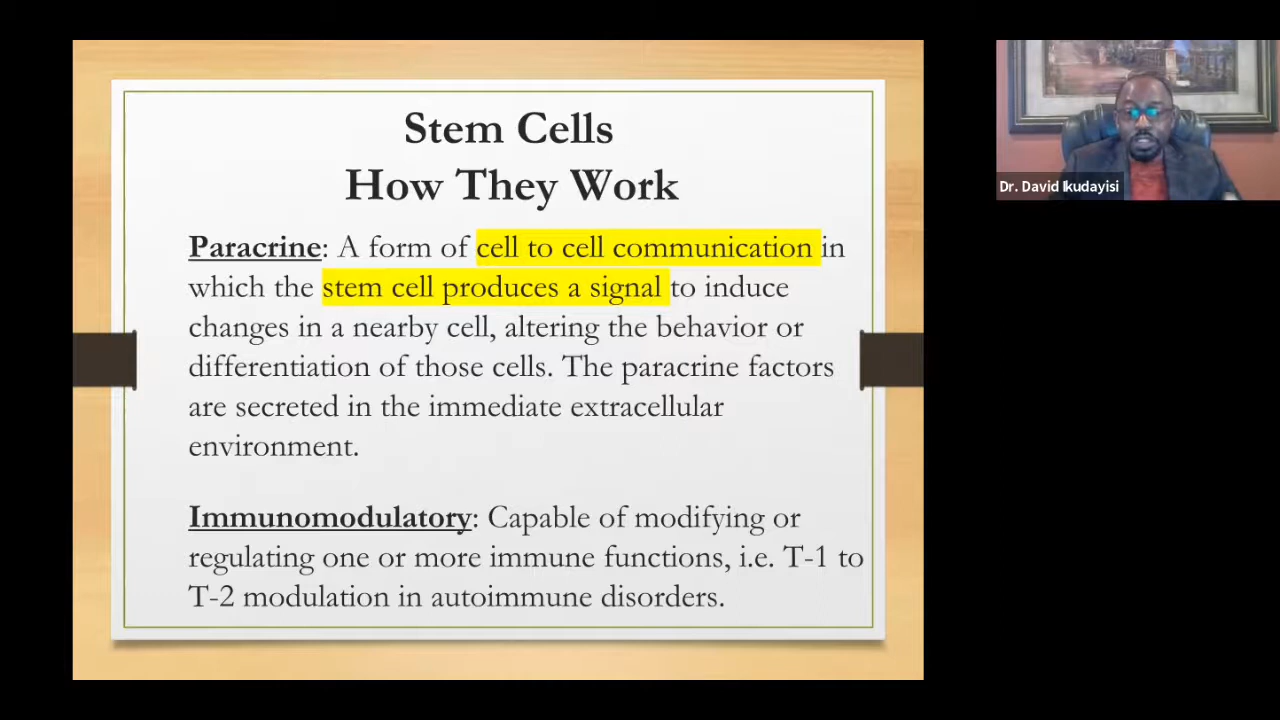 Stem Cells
How They Work
Paracrine: A form of cell to cell communication in
which the stem cell produces a signal to induce
changes in a nearby cell, altering the behavior or
differentiation of those cells. The paracrine factors
are secreted in the immediate extracellular
environment.
Immunomodulatory: Capable of modifying or
regulating one or more immune functions, i.e. T-1 to
T-2 modulation in autoimmune disorders.
Dr. David Ikudayisi